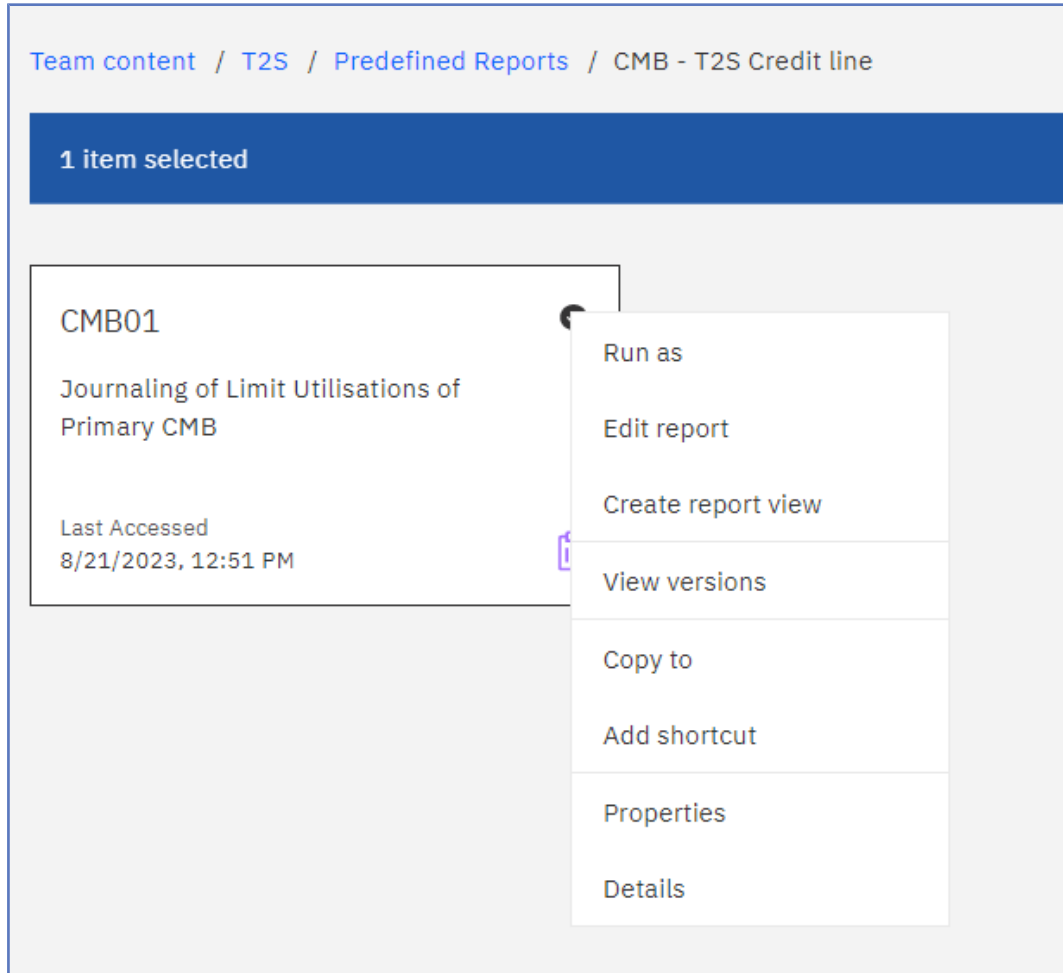 Team content / T2S / Predefined Reports / CMB - T2S Credit line
1 item selected
CMB01
Journaling of Limit Utilisations of
Primary CMB
Last Accessed
8/21/2023, 12:51 PM
Run as
Edit report
Create report view
View versions
Copy to
Add shortcut
Properties
Details